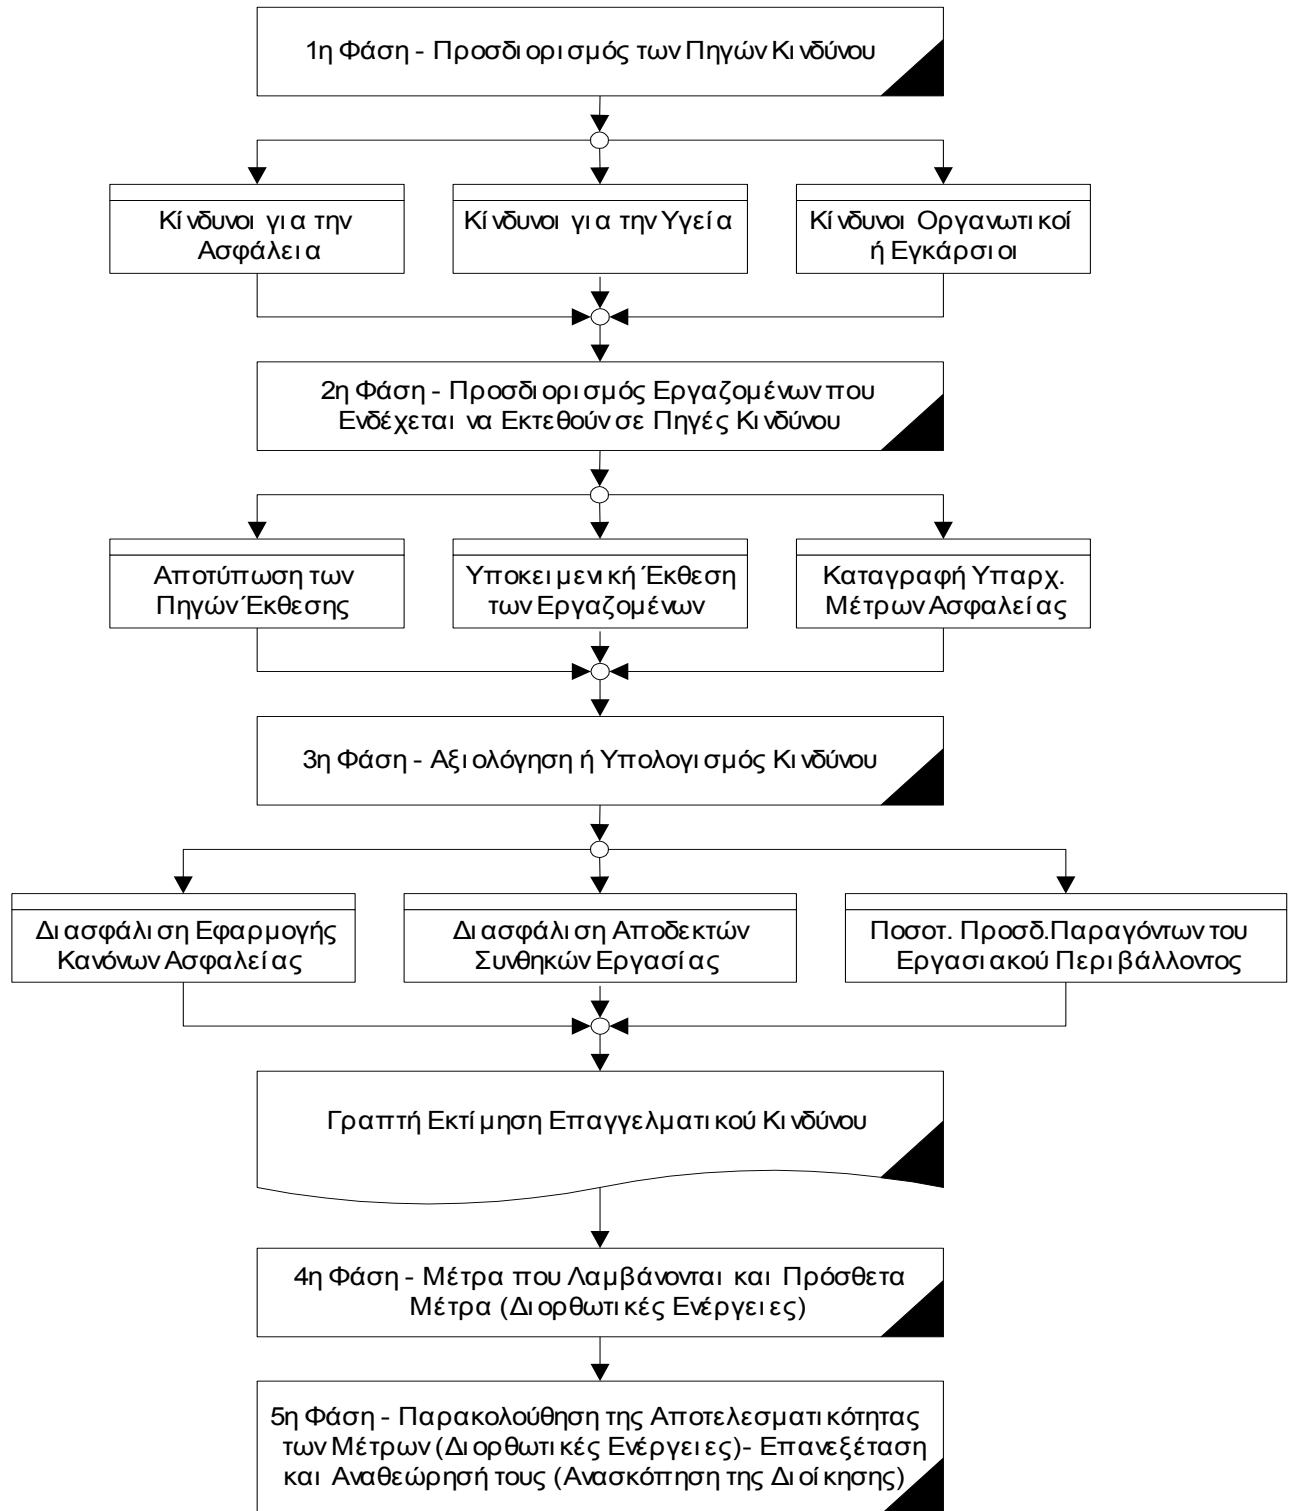 1η Φάση - Προσδιορισμός των Πηγών Κινδύνου
Κίνδυνοι για την
Ασφάλεια
Κίνδυνοι για την Υγεία
Κίνδυνοι Οργανωτικοί
ή Εγκάρσιοι
2η Φάση - Προσδιορισμός Εργαζομένων που
Ενδέχεται να Εκτεθούν σε Πηγές Κινδύνου
Αποτύπωση των
Πηγών Έκθεσης
Υποκειμενική Έκθεση
των Εργαζομένων
Καταγραφή Υπαρχ.
Μέτρων Ασφαλείας
3η Φάση - Αξιολόγηση ή Υπολογισμός Κινδύνου
Διασφάλιση Εφαρμογής
Κανόνων Ασφαλείας
Διασφάλιση Αποδεκτών
Συνθηκών Εργασίας
Ποσοτ. Προσδ.Παραγόντων του
Εργασιακού Περιβάλλοντος
Γραπτή Εκτίμηση Επαγγελματικού Κινδύνου
4η Φάση - Μέτρα που Λαμβάνονται και Πρόσθετα
Μέτρα (Διορθωτικές Ενέργειες)
5η Φάση - Παρακολούθηση της Αποτελεσματικότητας
των Μέτρων (Διορθωτικές Ενέργειες)- Επανεξέταση
και Αναθεώρησή τους (Ανασκόπηση της Διοίκησης)